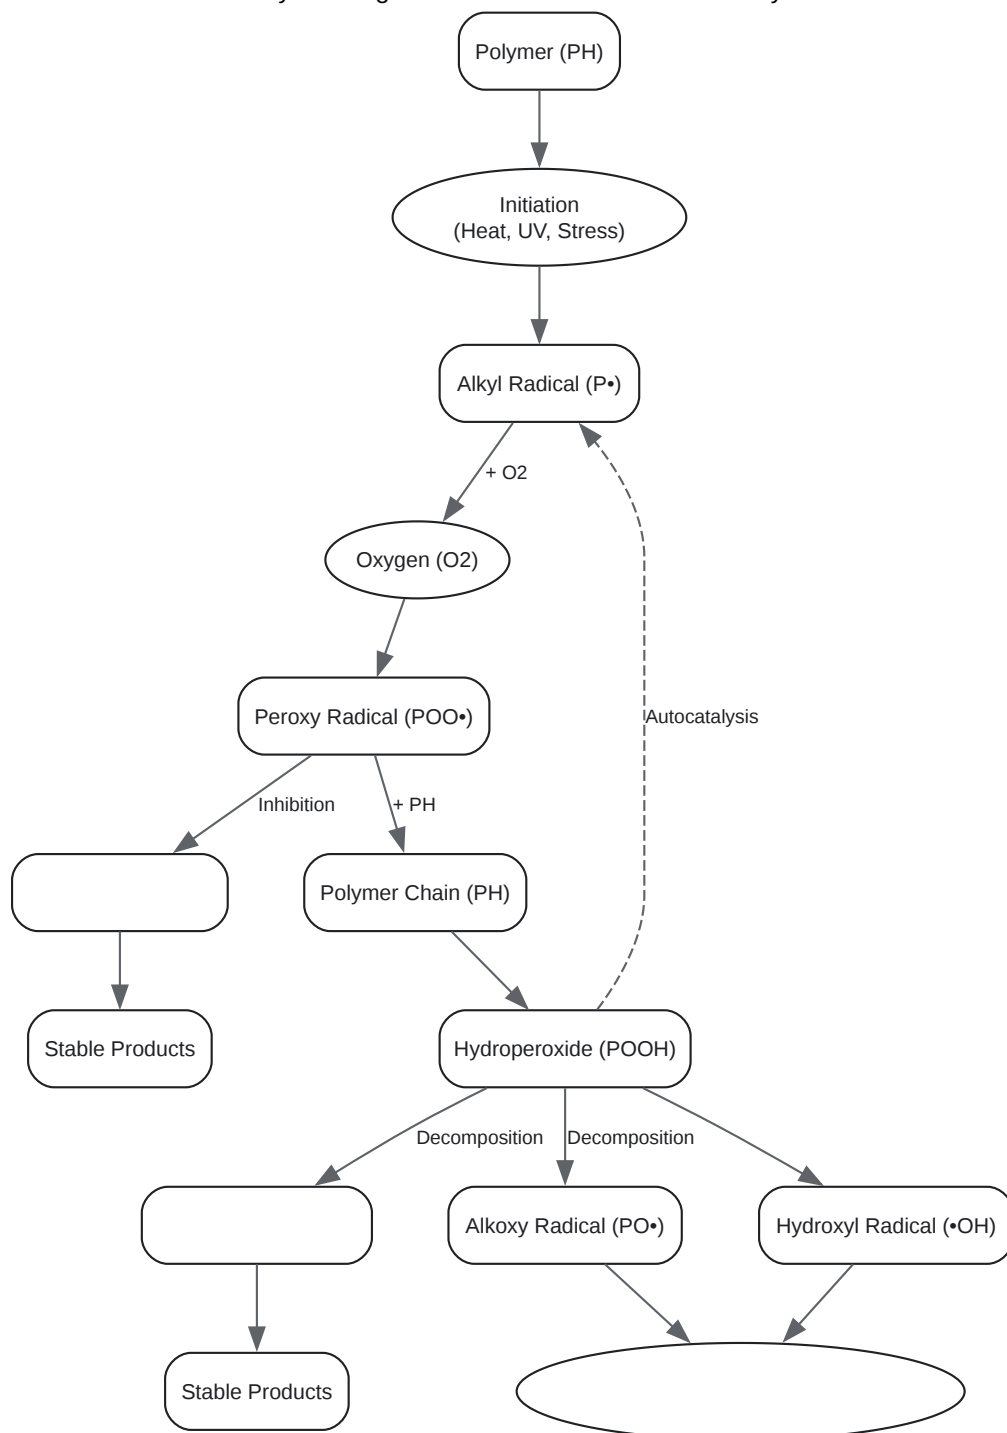 Polymer (PH)
Initiation
(Heat, UV, Stress)
Alkyl Radical (P•)
+ O2
Oxygen (O2)
Peroxy Radical (POO•)
Autocatalysis
Inhibition
+ PH
Polymer Chain (PH)
Stable Products
Hydroperoxide (POOH)
Decomposition
Decomposition
Alkoxy Radical (PO•)
Hydroxyl Radical (•OH)
Stable Products